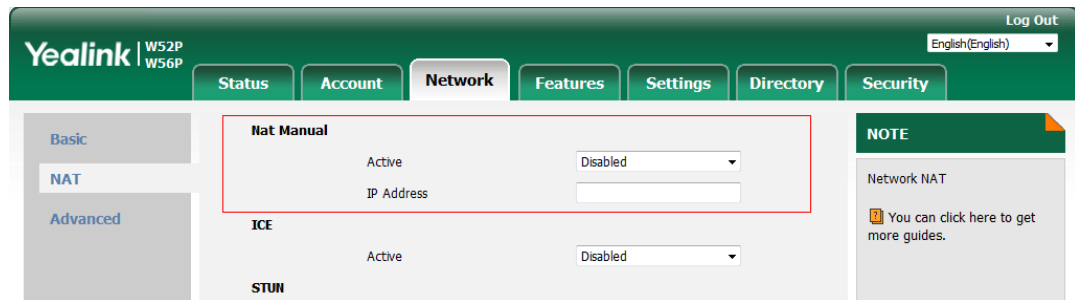 Log Out
Yealink | W52P
W56P
English(English)
Status Account Network Features Settings Directory Security
Basic
NAT
Advanced
Nat Manual
Active Disabled
IP Address
ICE
Active Disabled
STUN
NOTE
Network NAT
You can click here to get
more guides.